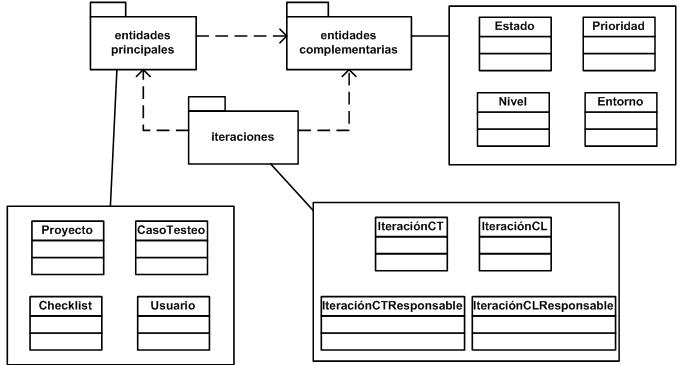 entidades
principales
entidades
complementarias
Estado
Prioridad
Nivel
Entorno
iteraciones
Proyecto
CasoTesteo
Checklist
Usuario
IteraciónCT
IteraciónCL
IteraciónCTResponsable
IteraciónCLResponsable